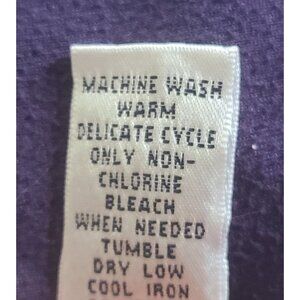 MACHINE WASH
WARM
DELICATE CYCLE
ONLY NON-
CHLORINE
BLEACH
WHEN NEEDED
TUMBLE
DRY LOW
COOL IRON